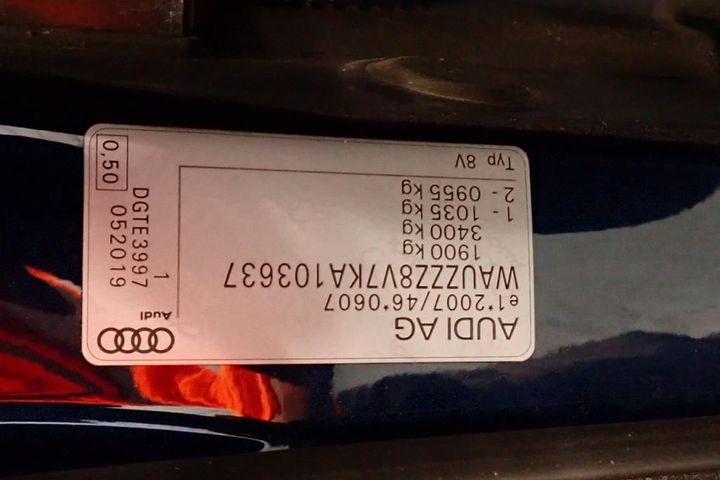 AUDI AG
e1*2007/46*0607
WAUZZZ8V7KA103637
1900 kg
3400 kg
1 - 1035 kg
2 - 0955 kg
Typ 8V
Audi
1
DGTE3997
052019
0,50